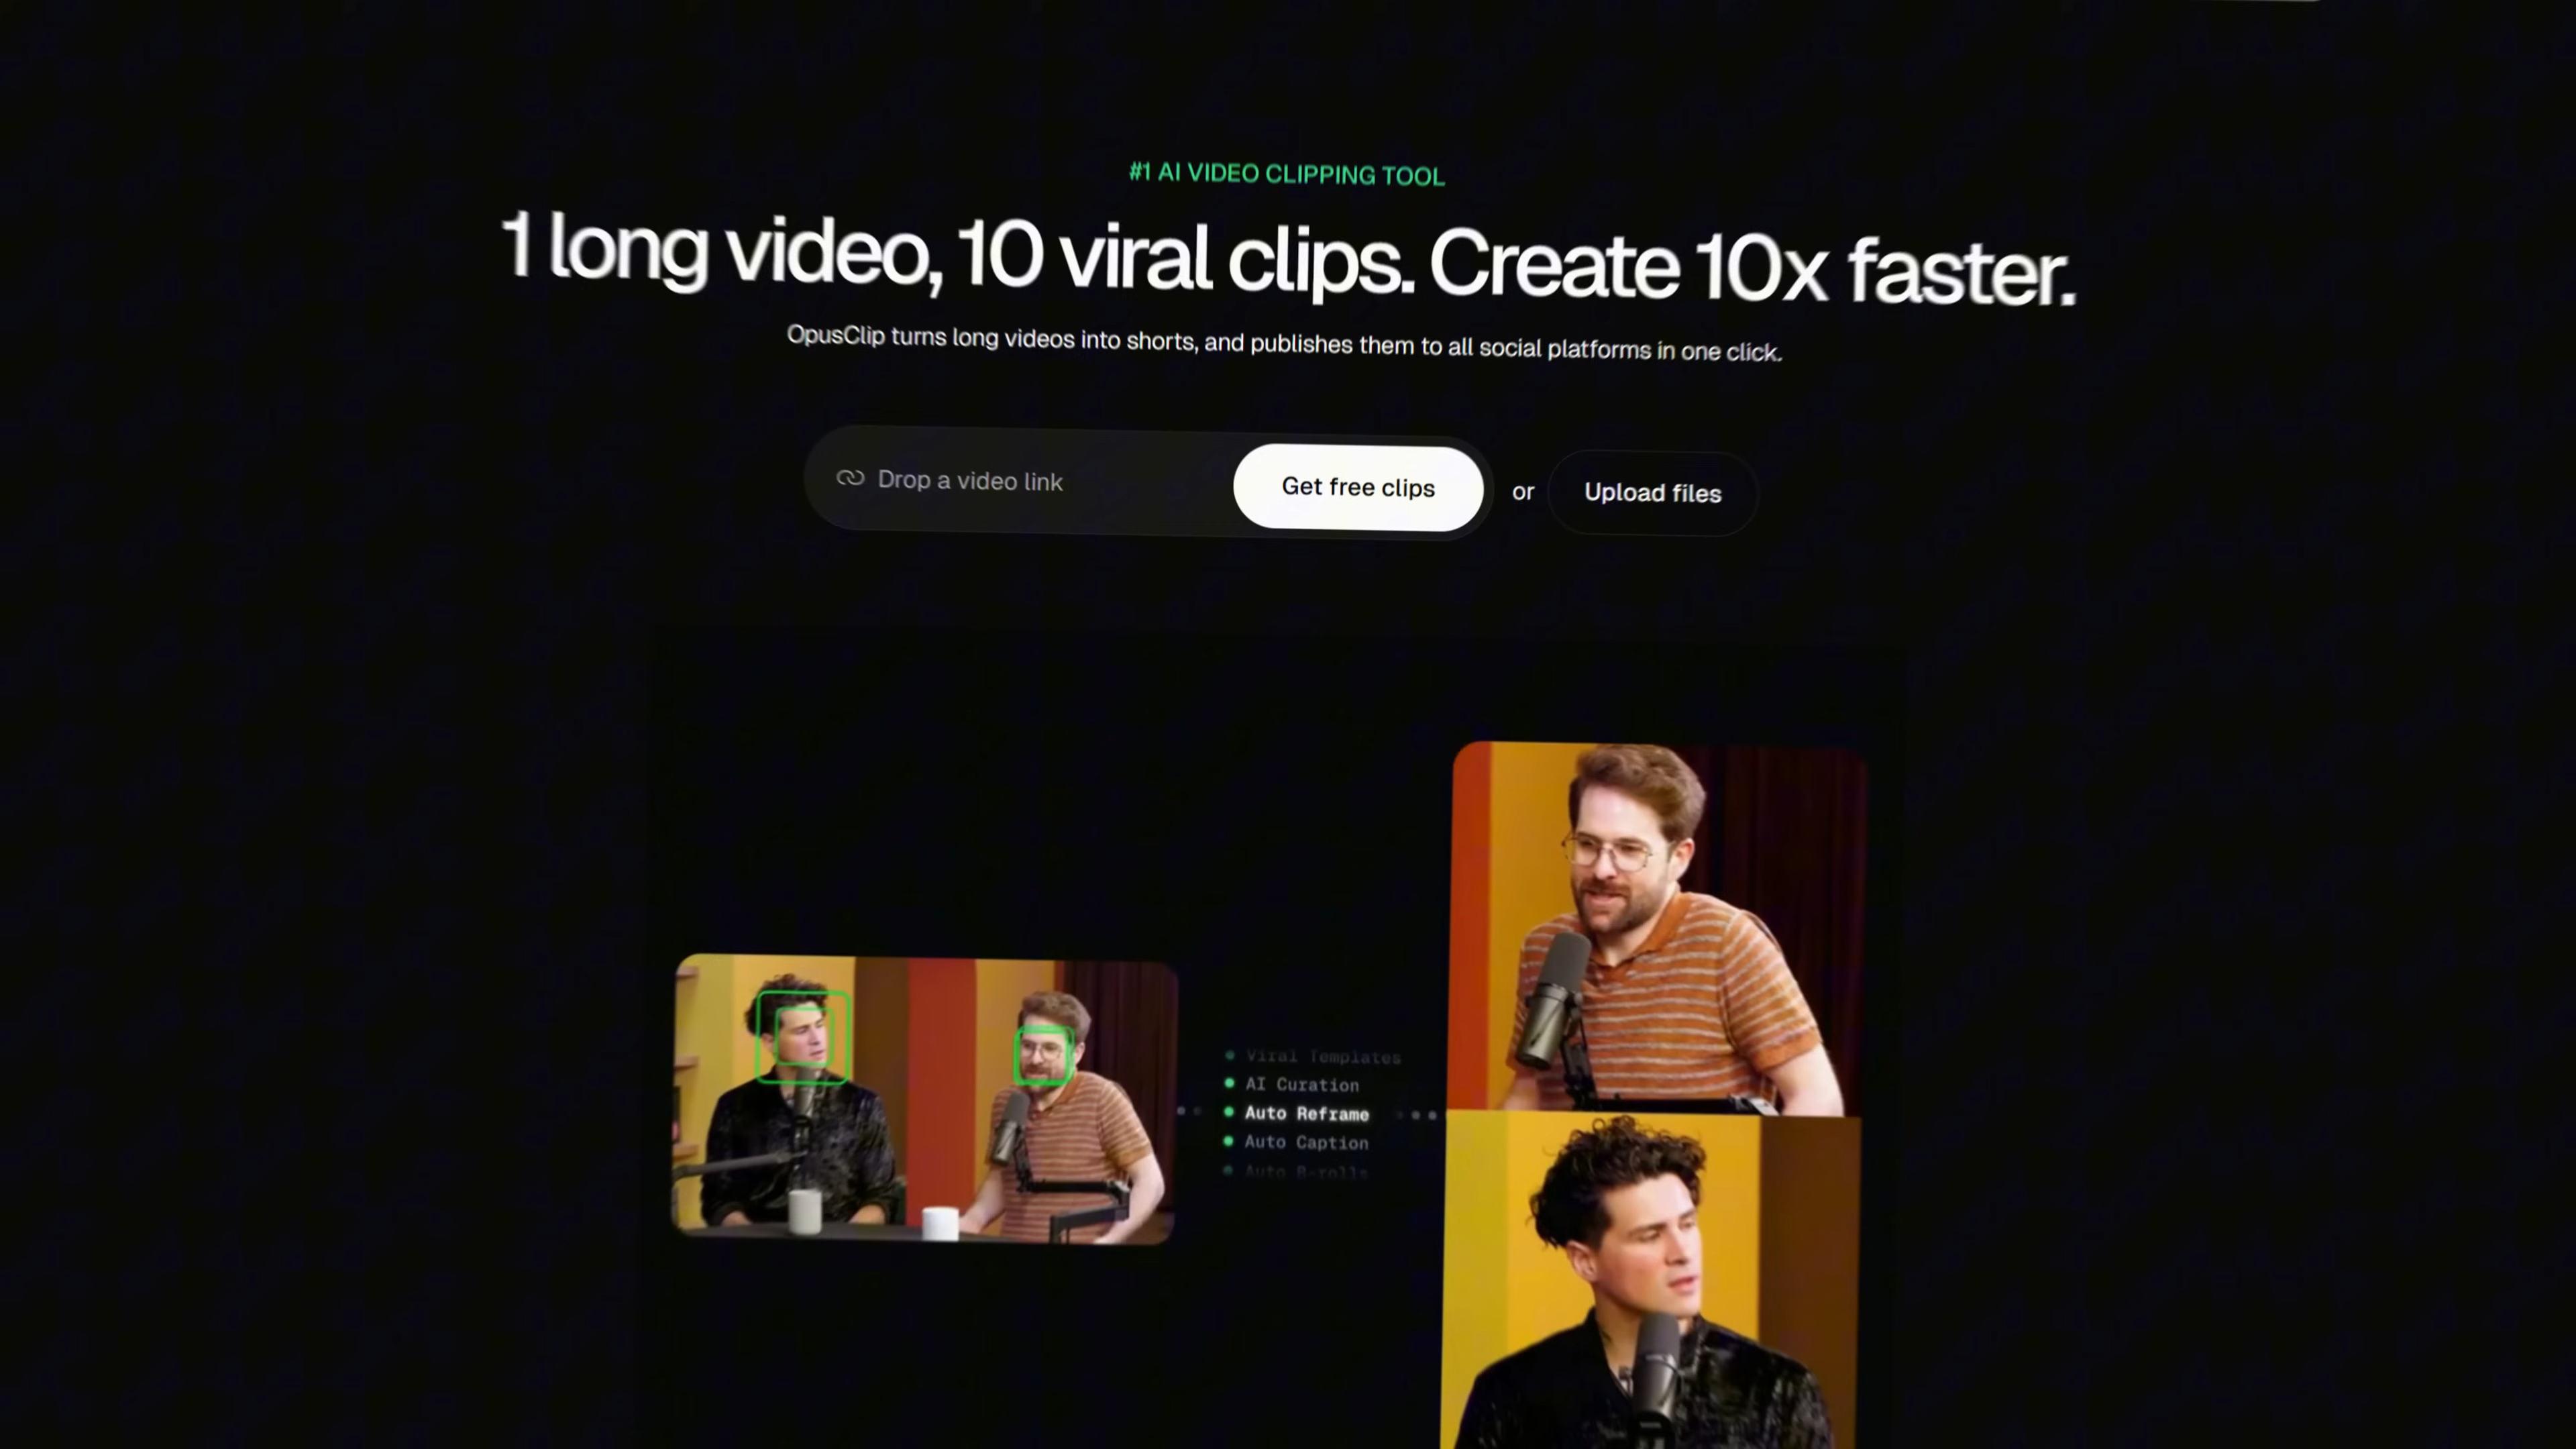 #1 AI VIDEO CLIPPING TOOL
1 long video, 10 viral clips. Create 10x faster.
OpusClip turns long videos into shorts, and publishes them to all social platforms in one click.
Drop a video link
Get free clips
or
Upload files
Viral Templates
AI Curation
Auto Reframe
Auto Caption
Auto B-rolls